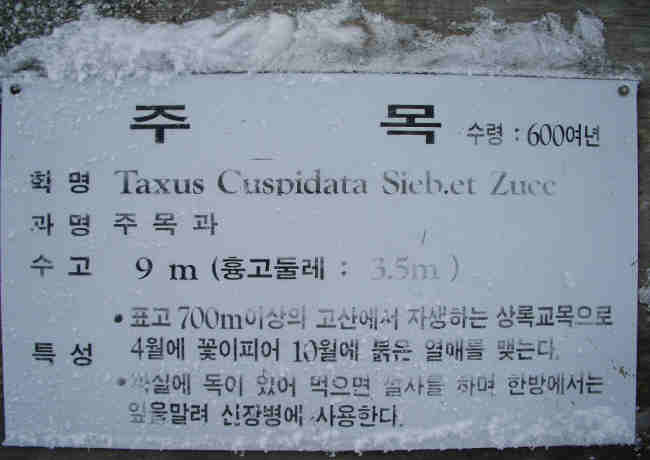 주 목 수령 : 600여년
학 명 Taxus Cuspidata Sieb.et Zucc
과 명 주 목 과
수 고 9 m (흉고둘레 : 3.5m )
특 성
• 표고 700m이상의 고산에서 자생하는 상록교목으로
4월에 꽃이피어 10월에 붉은 열매를 맺는다.
• 독이 있어 먹으면 설사를 하며 한방에서는
잎을말려 신장병에 사용한다.